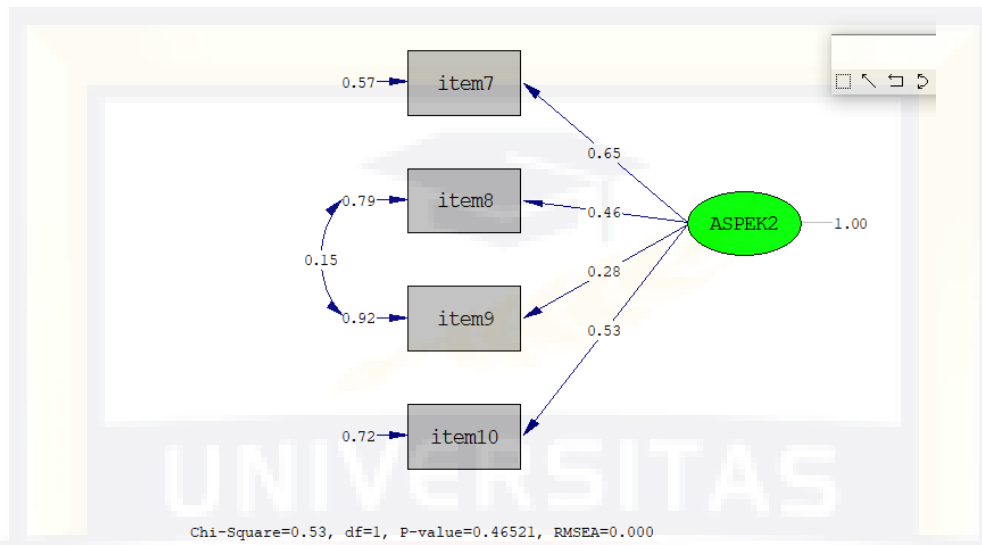 0.57
item7
0.65
0.79
item8
0.46
ASPEK2
1.00
0.15
0.28
0.92
item9
0.53
0.72
item10
UNIVERSITAS
Chi-Square=0.53, df=1, P-value=0.46521, RMSEA=0.000